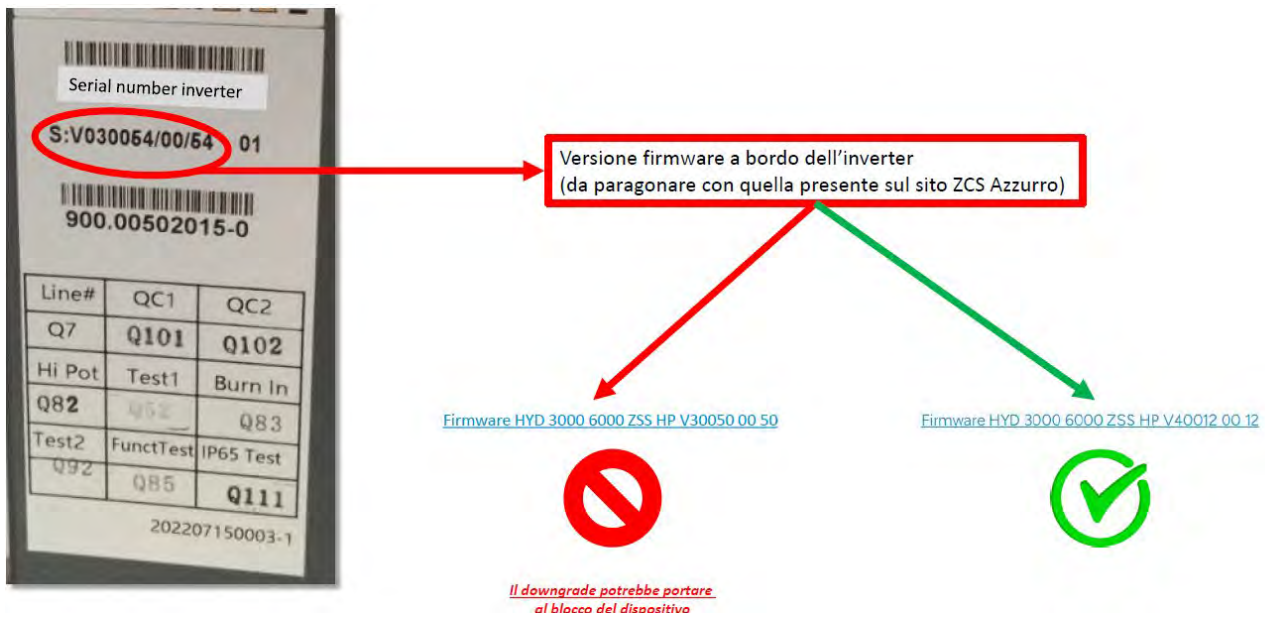 Serial number inverter
S:V030054/00/54 01
900.00502015-0
Line# QC1 QC2
Q7 Q101 Q102
Hi Pot Test1 Burn In
Q82 Q52 Q83
Test2 FunctTest IP65 Test
Q92 Q85 Q111
202207150003-1
Versione firmware a bordo dell'inverter
(da paragonare con quella presente sul sito ZCS Azzurro)
Firmware HYD 3000 6000 ZSS HP V30050 00 50
Firmware HYD 3000 6000 ZSS HP V40012 00 12
Il downgrade potrebbe portare
al blocco del dispositivo